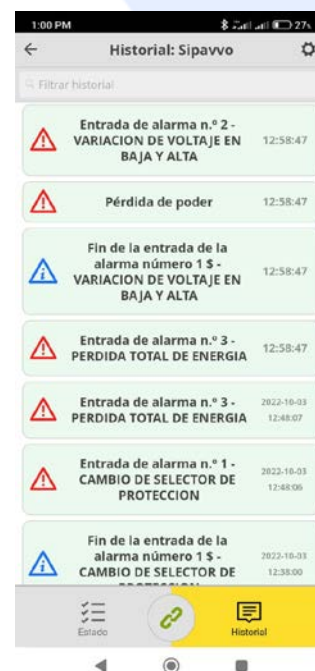 1:00 PM
27%
Historial: Sipavvo
Filtrar historial
Entrada de alarma n.º 2 -
VARIACION DE VOLTAJE EN
BAJA Y ALTA
12:58:47
Pérdida de poder
12:58:47
Fin de la entrada de la
alarma número 1 $ -
VARIACION DE VOLTAJE EN
BAJA Y ALTA
12:58:47
Entrada de alarma n.º 3 -
PERDIDA TOTAL DE ENERGIA
12:58:47
Entrada de alarma n.º 3 -
PERDIDA TOTAL DE ENERGIA
2022-10-03
12:48:07
Entrada de alarma n.º 1 -
CAMBIO DE SELECTOR DE
PROTECCION
2022-10-03
12:48:06
Fin de la entrada de la
alarma número 1 $ -
CAMBIO DE SELECTOR DE
2022-10-03
12:38:00
Estado
Historial